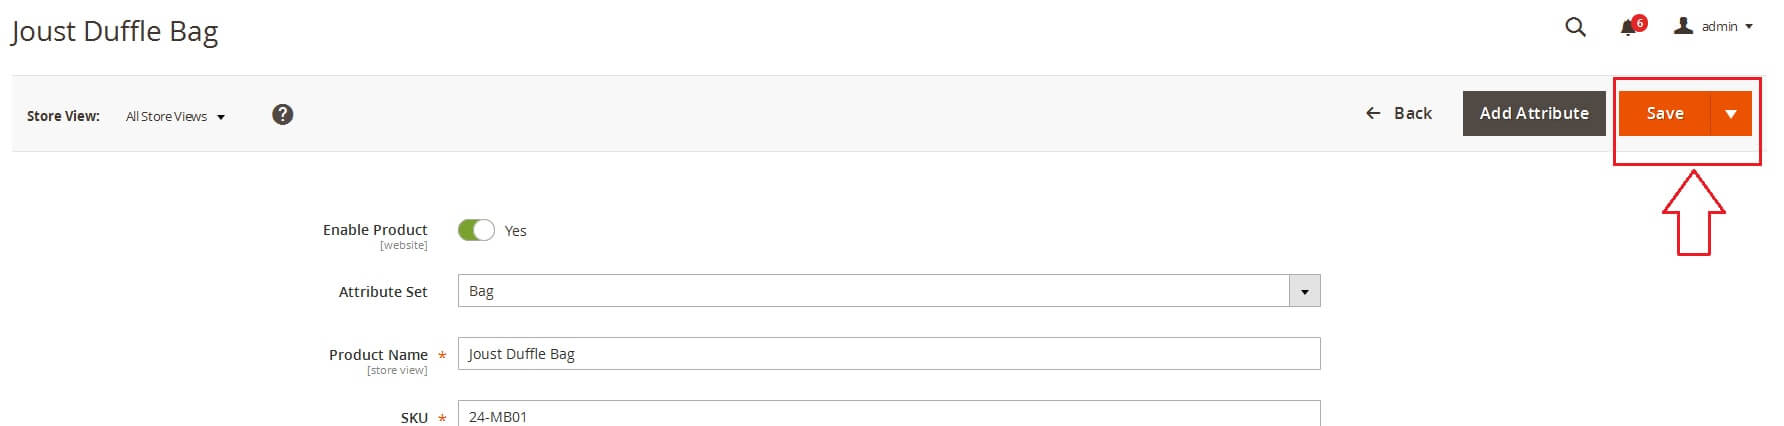 Joust Duffle Bag
6
admin
Store View: All Store Views ?
Back Add Attribute Save
Enable Product Yes
[website]
Attribute Set Bag
Product Name * Joust Duffle Bag
[store view]
SKU * 24-MB01